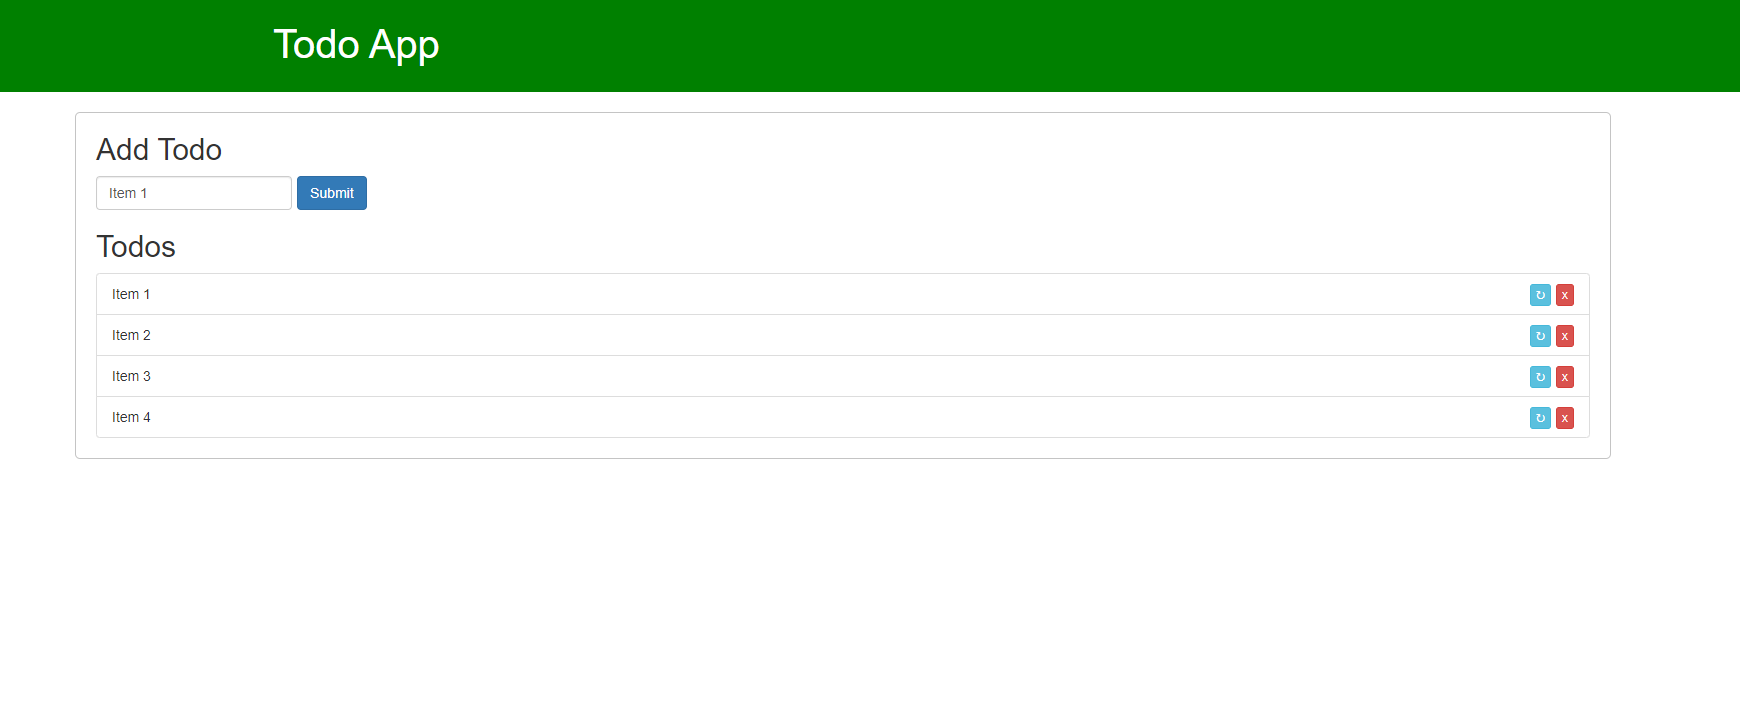 Todo App
Add Todo
Item 1 Submit
Todos
Item 1 ↻ x
Item 2 ↻ x
Item 3 ↻ x
Item 4 ↻ x